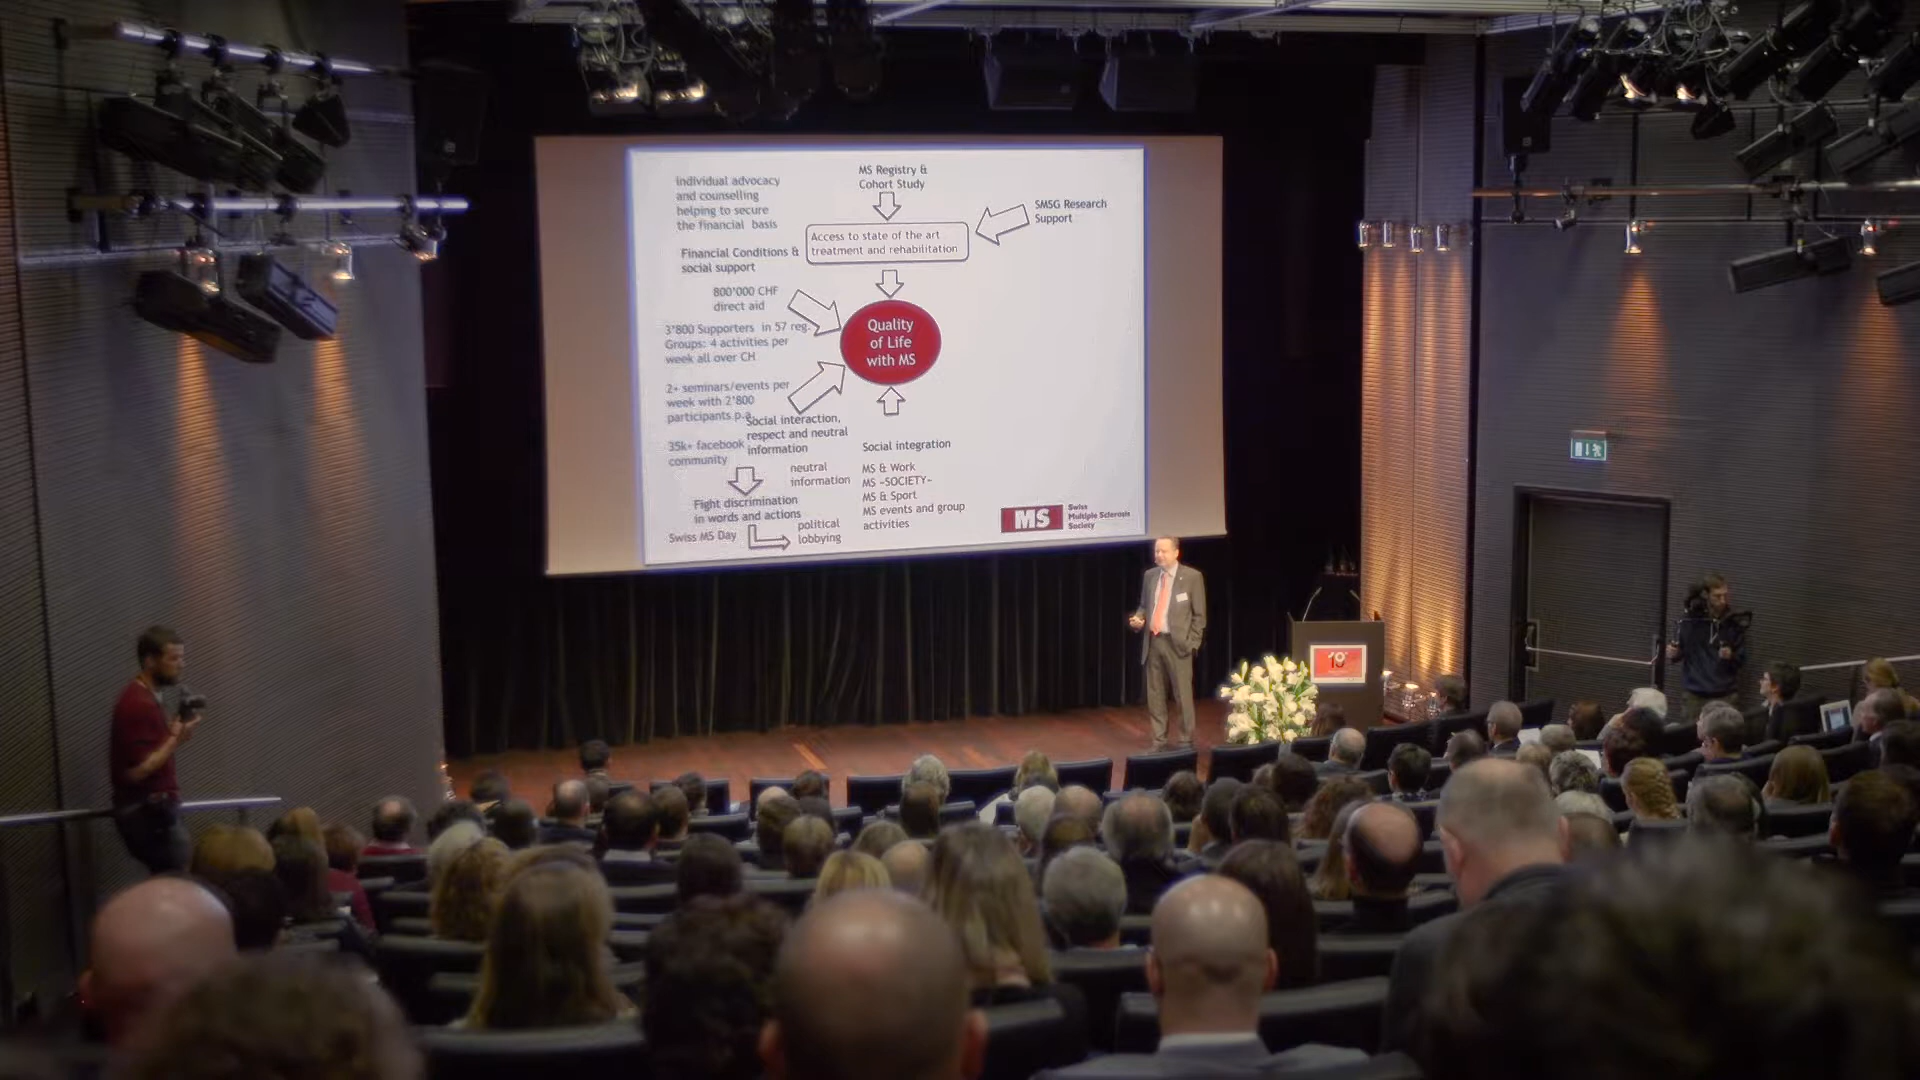 individual advocacy
and counselling
helping to secure
the financial basis
MS Registry &
Cohort Study
SMSG Research
Support
Access to state of the art
treatment and rehabilitation
Financial Conditions &
social support
800'000 CHF
direct aid
3'800 Supporters in 57 reg.
Groups: 4 activities per
week all over CH
Quality
of Life
with MS
2+ seminars/events per
week with 2'800
participants p.a.
Social interaction,
respect and neutral
information
35k+ facebook
community
neutral
information
Fight discrimination
in words and actions
Swiss MS Day
political
lobbying
Social integration
MS & Work
MS -SOCIETY-
MS & Sport
MS events and group
activities
MS
Swiss
Multiple Sclerosis
Society